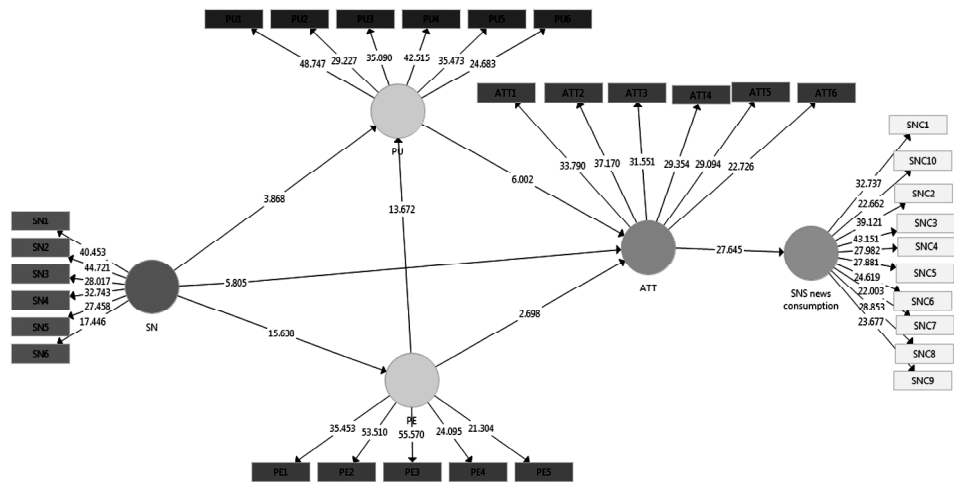 PU1 PU2 PU3 PU4 PU5 PU6
48.747 29.227 35.090 42.515 35.473 24.683
PU
ATT1 ATT2 ATT3 ATT4 ATT5 ATT6
33.790 37.170 31.551 29.354 29.094 22.726
SNC1
SNC10
SNC2
SNC3
SNC4
SNC5
SNC6
SNC7
SNC8
SNC9
32.737
22.662
39.121
43.151
27.982
27.881
24.619
22.003
28.853
23.677
3.868
13.672
6.002
SN1
SN2
SN3
SN4
SN5
SN6
40.453
44.721
28.017
32.743
27.458
17.446
SN
5.805
27.645
ATT
SNS news
consumption
15.630
2.698
PE
35.453 53.510 55.570 24.095 21.304
PE1 PE2 PE3 PE4 PE5